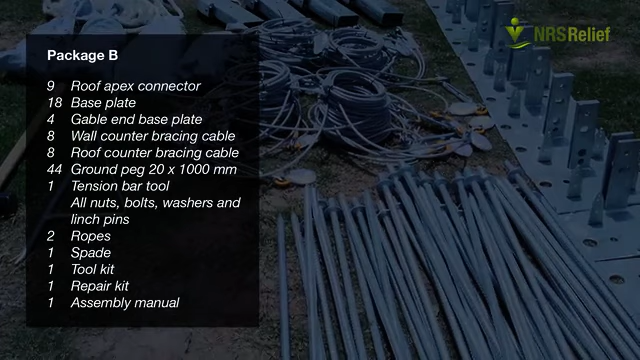 NRS Relief
Package B
9 Roof apex connector
18 Base plate
4 Gable end base plate
8 Wall counter bracing cable
8 Roof counter bracing cable
44 Ground peg 20 x 1000 mm
1 Tension bar tool
All nuts, bolts, washers and
linch pins
2 Ropes
1 Spade
1 Tool kit
1 Repair kit
1 Assembly manual